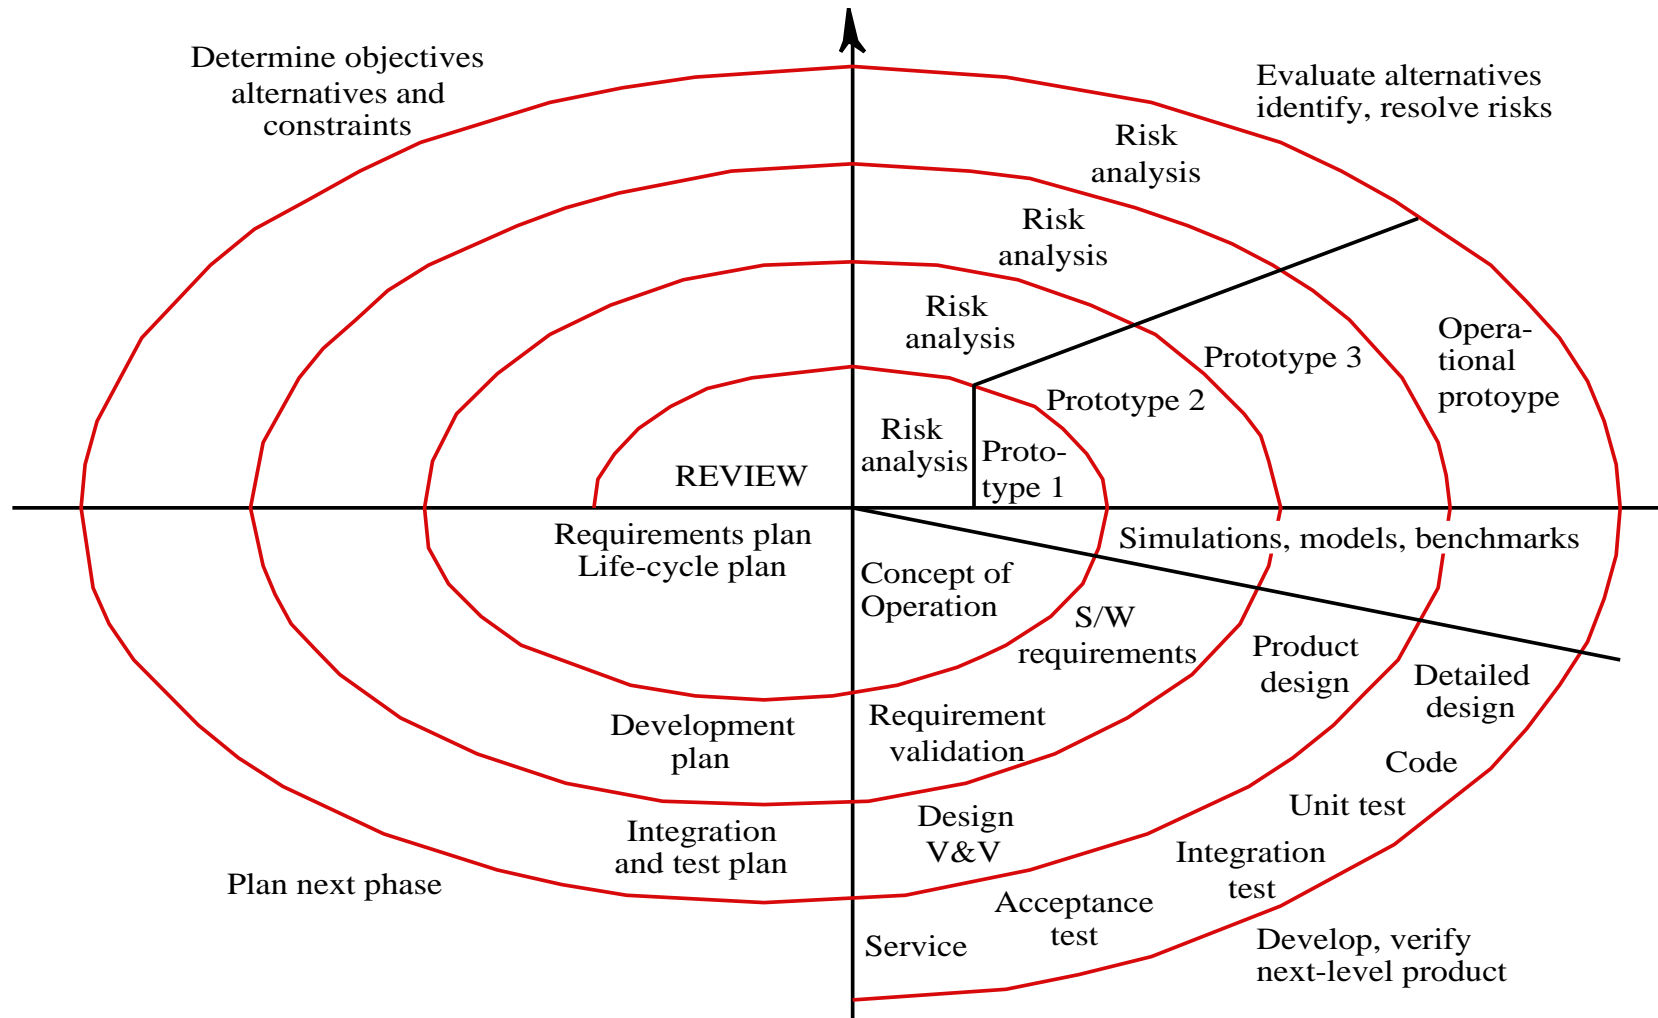 Determine objectives
alternatives and
constraints
Evaluate alternatives
identify, resolve risks
Risk
analysis
Risk
analysis
Risk
analysis
Risk
analysis
Opera-
tional
protoype
Prototype 3
Prototype 2
Proto-
type 1
REVIEW
Requirements plan
Life-cycle plan
Simulations, models, benchmarks
Concept of
Operation
S/W
requirements
Product
design
Detailed
design
Development
plan
Requirement
validation
Code
Unit test
Integration
and test plan
Design
V&V
Integration
test
Plan next phase
Acceptance
test
Service
Develop, verify
next-level product